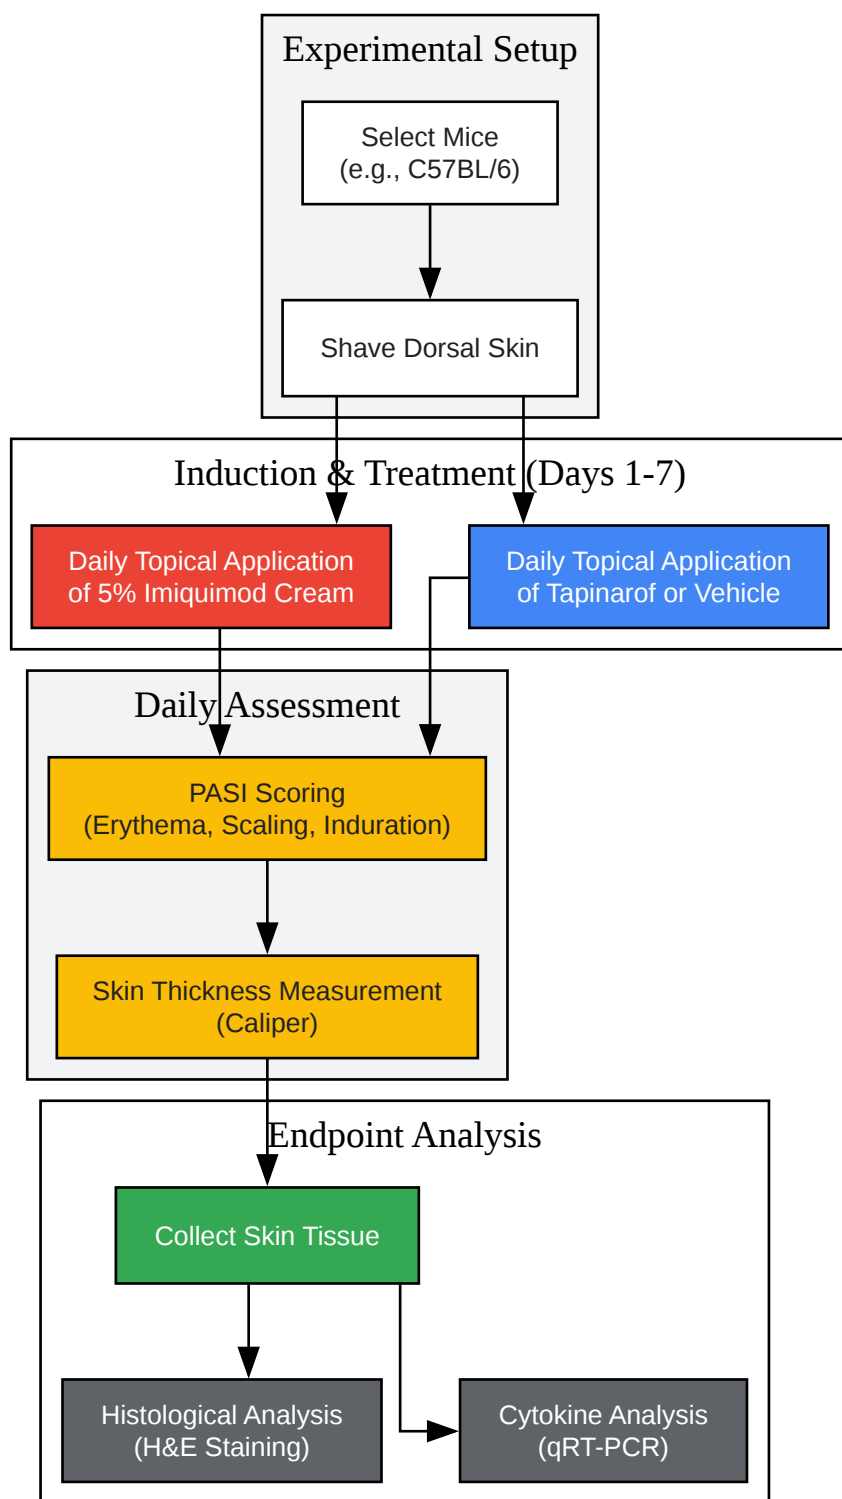 Experimental Setup
Select Mice
(e.g., C57BL/6)
Shave Dorsal Skin
Induction & Treatment (Days 1-7)
Daily Topical Application
of 5% Imiquimod Cream
Daily Topical Application
of Tapinarof or Vehicle
Daily Assessment
PASI Scoring
(Erythema, Scaling, Induration)
Skin Thickness Measurement
(Caliper)
Endpoint Analysis
Collect Skin Tissue
Histological Analysis
(H&E Staining)
Cytokine Analysis
(qRT-PCR)